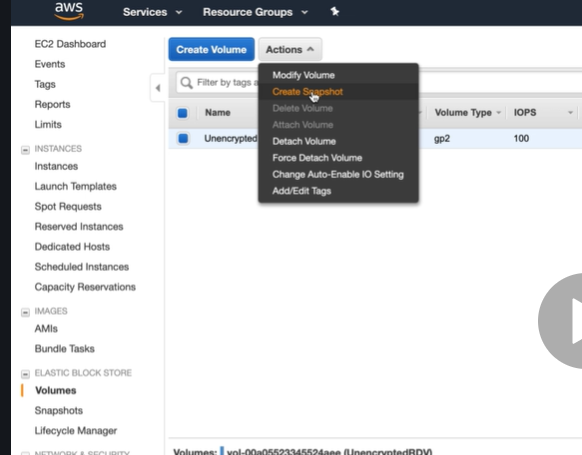 aws
Services
Resource Groups
EC2 Dashboard
Events
Tags
Reports
Limits
INSTANCES
Instances
Launch Templates
Spot Requests
Reserved Instances
Dedicated Hosts
Scheduled Instances
Capacity Reservations
IMAGES
AMIs
Bundle Tasks
ELASTIC BLOCK STORE
Volumes
Snapshots
Lifecycle Manager
NETWORK & SECURITY
Create Volume
Actions
Filter by tags a
Modify Volume
Create Snapshot
Delete Volume
Attach Volume
Detach Volume
Force Detach Volume
Change Auto-Enable IO Setting
Add/Edit Tags
Name Volume Type IOPS
Unencrypted gp2 100
Volumes: vol-00a05523345524aee (UnencryptedRDV)